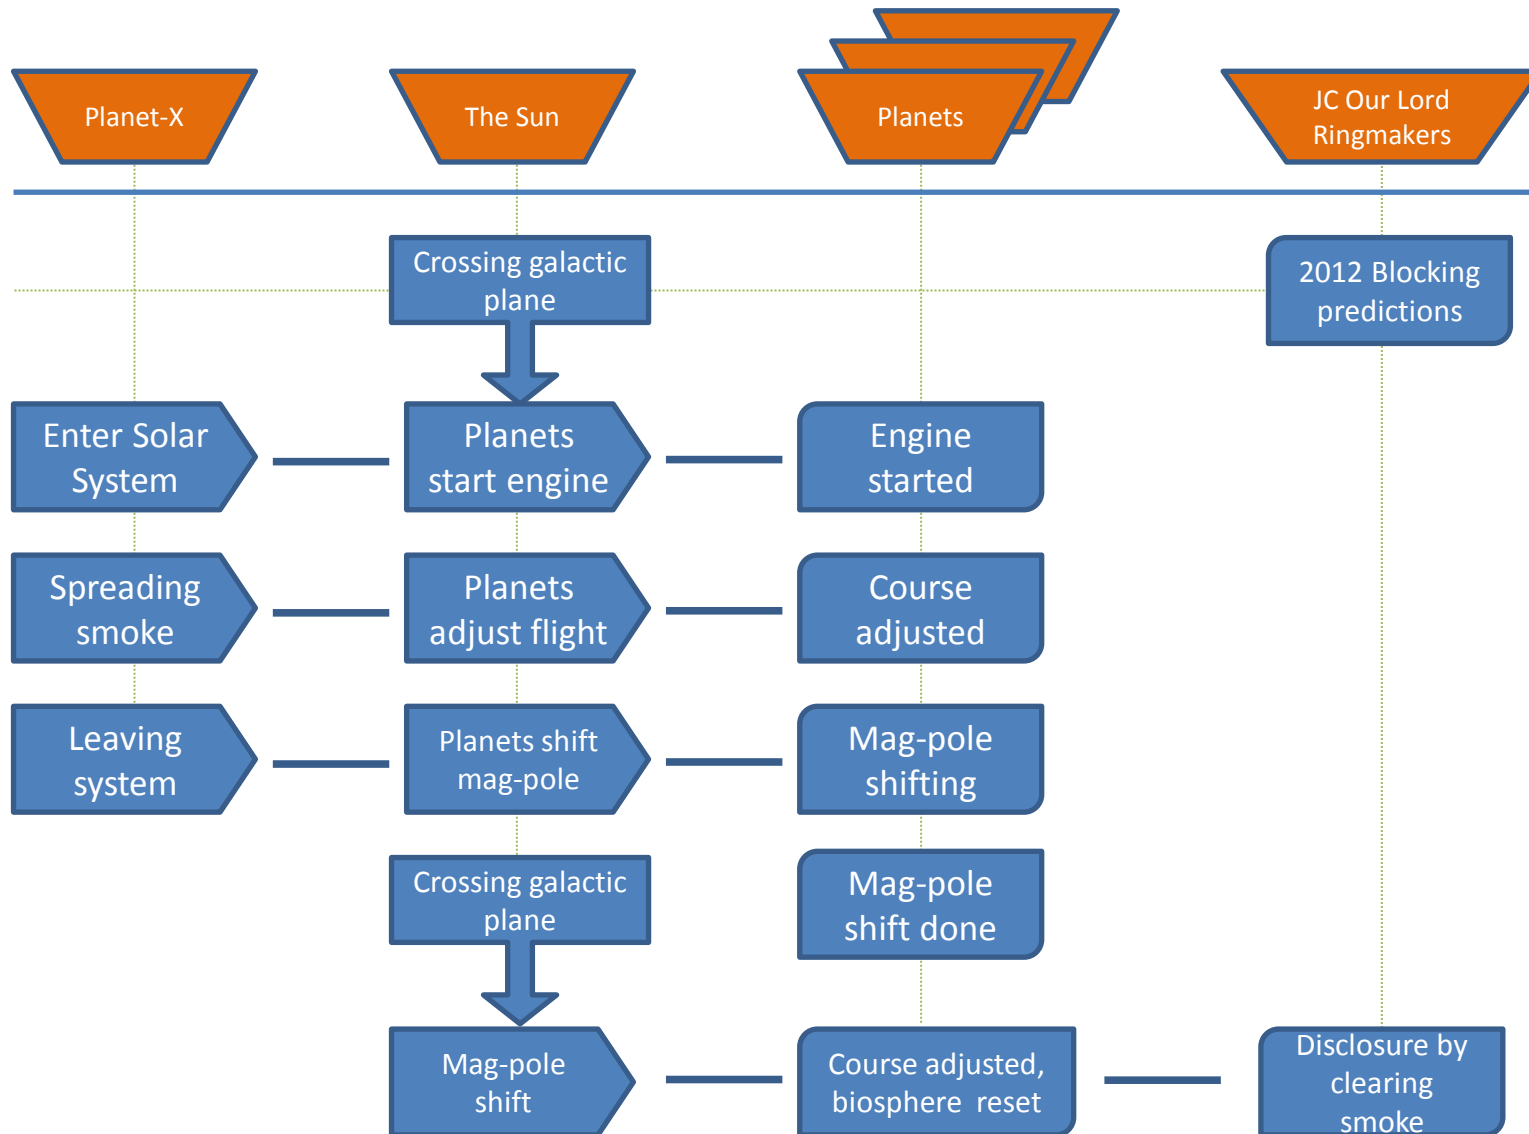 Planet-X
The Sun
Planets
JC Our Lord
Ringmakers
Crossing galactic
plane
2012 Blocking
predictions
Enter Solar
System
Planets
start engine
Engine
started
Spreading
smoke
Planets
adjust flight
Course
adjusted
Leaving
system
Planets shift
mag-pole
Mag-pole
shifting
Crossing galactic
plane
Mag-pole
shift done
Mag-pole
shift
Course adjusted,
biosphere reset
Disclosure by
clearing
smoke